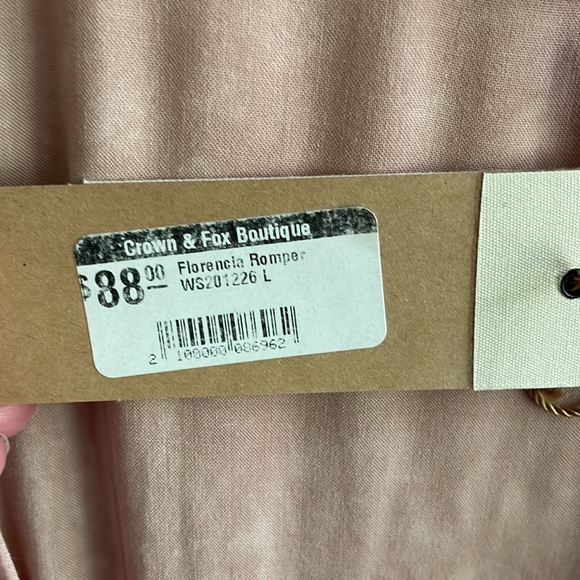 Crown & Fox Boutique
$88.00 Florencia Romper
WS201226 L
2 100000 086962